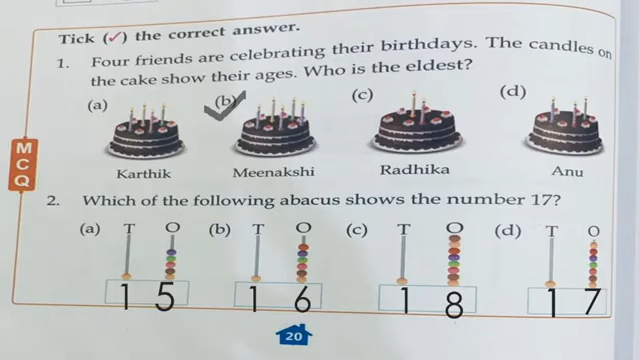 Tick (✓) the correct answer.
1. Four friends are celebrating their birthdays. The candles on
the cake show their ages. Who is the eldest?
(a) (b) (c) (d)
Karthik Meenakshi Radhika Anu
MCQ
2. Which of the following abacus shows the number 17?
(a) T O (b) T O (c) T O (d) T O
1 5 1 6 1 8 1 7
20